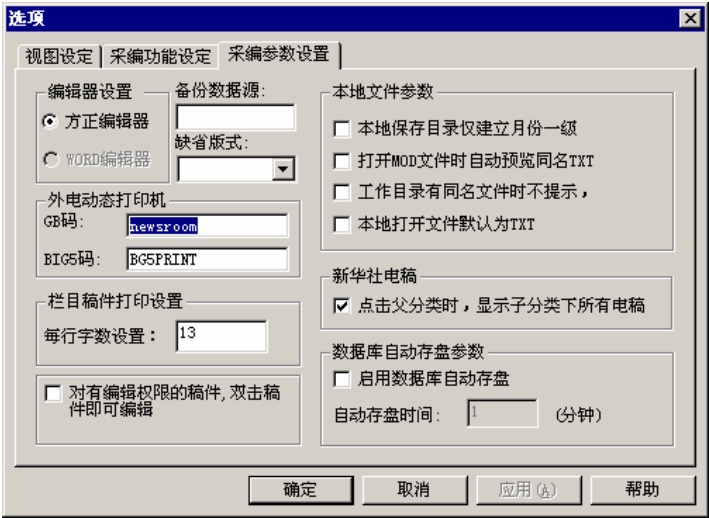 选项
视图设定
采编功能设定
采编参数设置
编辑器设置
方正编辑器
WORD编辑器
备份数据源:
缺省版式:
外电动态打印机
GB码:
newsroom
BIG5码:
BG5PRINT
栏目稿件打印设置
每行字数设置：
13
对有编辑权限的稿件,双击稿
件即可编辑
本地文件参数
本地保存目录仅建立月份一级
打开MOD文件时自动预览同名TXT
工作目录有同名文件时不提示，
本地打开文件默认为TXT
新华社电稿
点击父分类时，显示子分类下所有电稿
数据库自动存盘参数
启用数据库自动存盘
自动存盘时间:
1
(分钟)
确定
取消
应用(A)
帮助